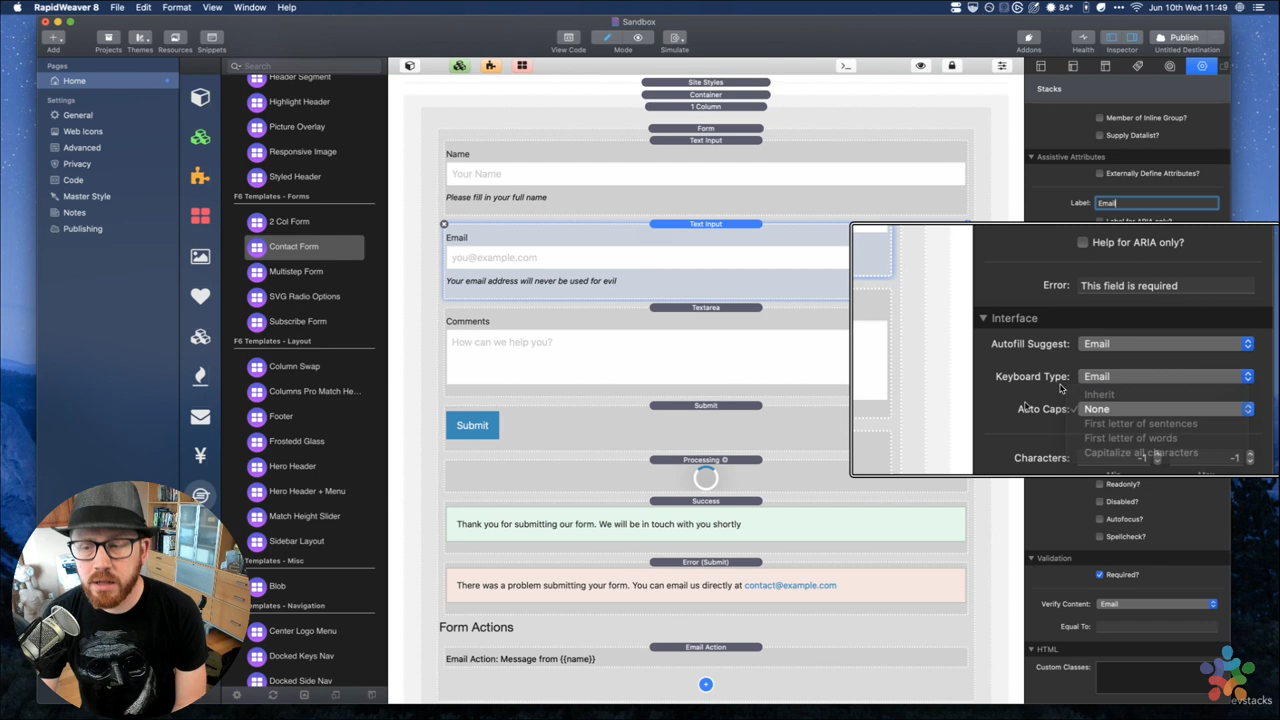 RapidWeaver 8 File Edit Format View Window Help
84° Jun 10th Wed 11:49
Sandbox
Add
Projects
Themes
Resources
Snippets
View Code
Mode
Simulate
Addons
Health
Inspector
Publish
Untitled Destination
Pages
Home
Settings
General
Web Icons
Advanced
Privacy
Code
Master Style
Notes
Publishing
Search
Header Segment
Highlight Header
Picture Overlay
Responsive Image
Styled Header
F6 Templates - Forms
2 Col Form
Contact Form
Multistep Form
SVG Radio Options
Subscribe Form
F6 Templates - Layout
Column Swap
Columns Pro Match He...
Footer
Frostedd Glass
Hero Header
Hero Header + Menu
Match Height Slider
Sidebar Layout
Templates - Misc
Blob
Templates - Navigation
Center Logo Menu
Docked Keys Nav
Docked Side Nav
Site Styles
Container
1 Column
Form
Text Input
Name
Your Name
Please fill in your full name
Text Input
Email
you@example.com
Your email address will never be used for evil
Textarea
Comments
How can we help you?
Submit
Submit
Processing
Success
Thank you for submitting our form. We will be in touch with you shortly
Error (Submit)
There was a problem submitting your form. You can email us directly at contact@example.com
Form Actions
Email Action
Email Action: Message from {{name}}
Stacks
Member of Inline Group?
Supply Datalist?
Assistive Attributes
Externally Define Attributes?
Label: Email
Label for ARIA only?
Help for ARIA only?
Error: This field is required
Interface
Autofill Suggest: Email
Keyboard Type: Email
Inherit
Auto Caps: None
First letter of sentences
First letter of words
Capitalize all characters
Characters: -1 -1
Readonly?
Disabled?
Autofocus?
Spellcheck?
Validation
Required?
Verify Content: Email
Equal To:
HTML
Custom Classes:
evstacks